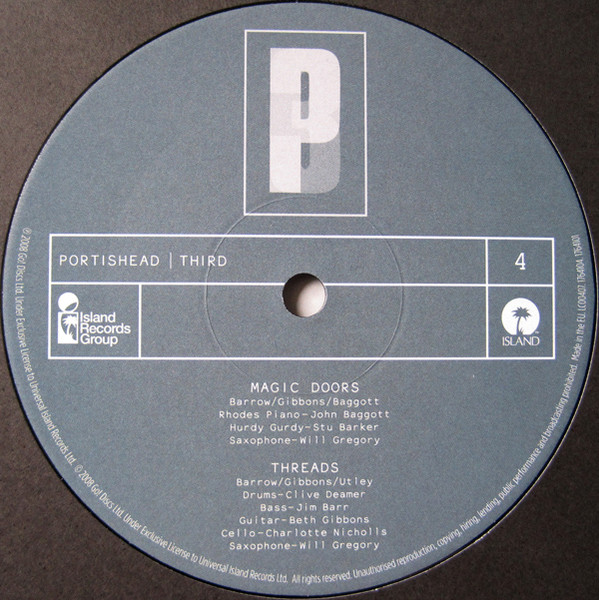 P3
PORTISHEAD | THIRD
4
Island
Records
Group
ISLAND
MAGIC DOORS
Barrow/Gibbons/Baggott
Rhodes Piano-John Baggott
Hurdy Gurdy-Stu Barker
Saxophone-Will Gregory
THREADS
Barrow/Gibbons/Utley
Drums-Clive Deamer
Bass-Jim Barr
Guitar-Beth Gibbons
Cello-Charlotte Nicholls
Saxophone-Will Gregory
℗ 2008 Go! Discs Ltd. Under Exclusive License to Universal Island Records Ltd. © 2008 Go! Discs Ltd. Under Exclusive License to Universal Island Records Ltd. All rights reserved. Unauthorised reproduction, copying, hiring, lending, public performance and broadcasting prohibited. Made in the EU. LC00407. 1764104. 1764101